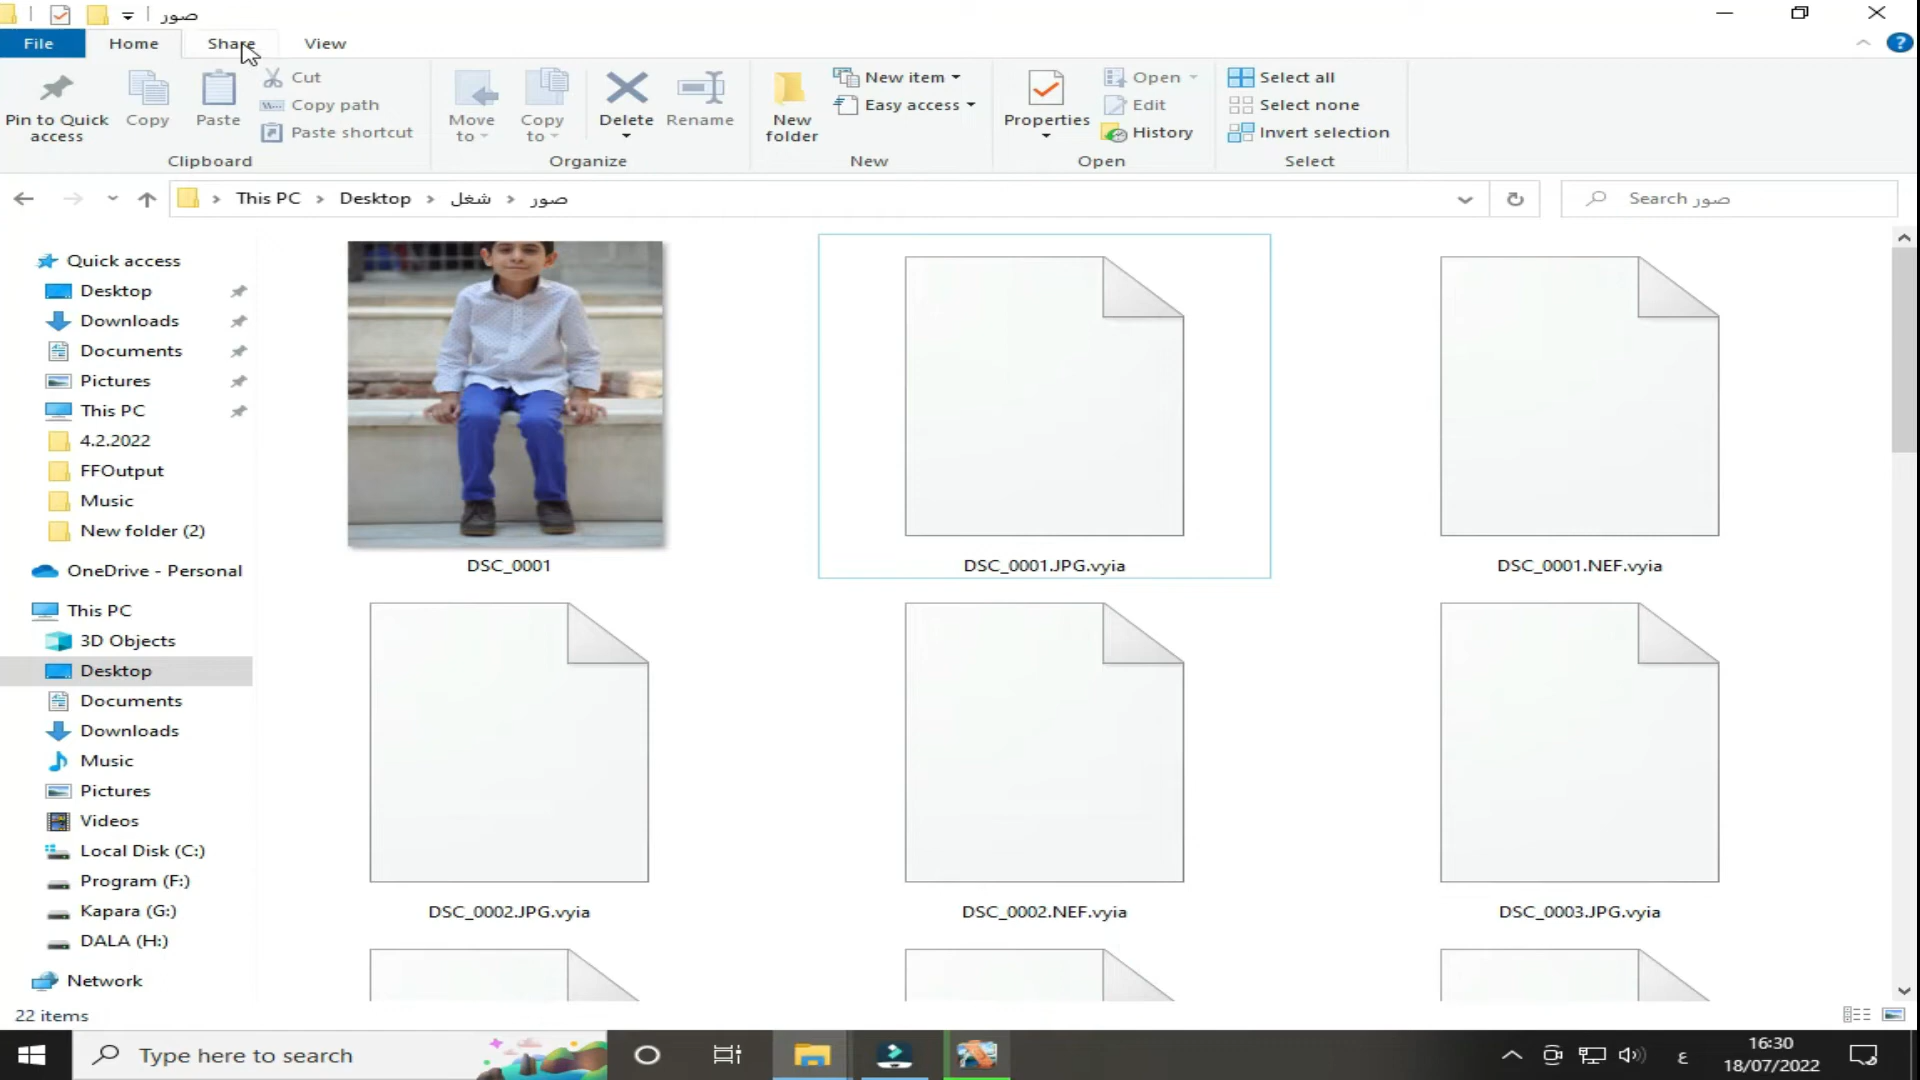 صور
File Home Share View
Pin to Quick access
Copy
Paste
Cut
Copy path
Paste shortcut
Clipboard
Move to
Copy to
Delete
Rename
Organize
New folder
New item
Easy access
New
Properties
Open
Edit
History
Open
Select all
Select none
Invert selection
Select
This PC > Desktop > شغل > صور
Search صور
Quick access
Desktop
Downloads
Documents
Pictures
This PC
4.2.2022
FFOutput
Music
New folder (2)
OneDrive - Personal
This PC
3D Objects
Desktop
Documents
Downloads
Music
Pictures
Videos
Local Disk (C:)
Program (F:)
Kapara (G:)
DALA (H:)
Network
DSC_0001
DSC_0001.JPG.vyia
DSC_0001.NEF.vyia
DSC_0002.JPG.vyia
DSC_0002.NEF.vyia
DSC_0003.JPG.vyia
22 items
Type here to search
ع
16:30
18/07/2022